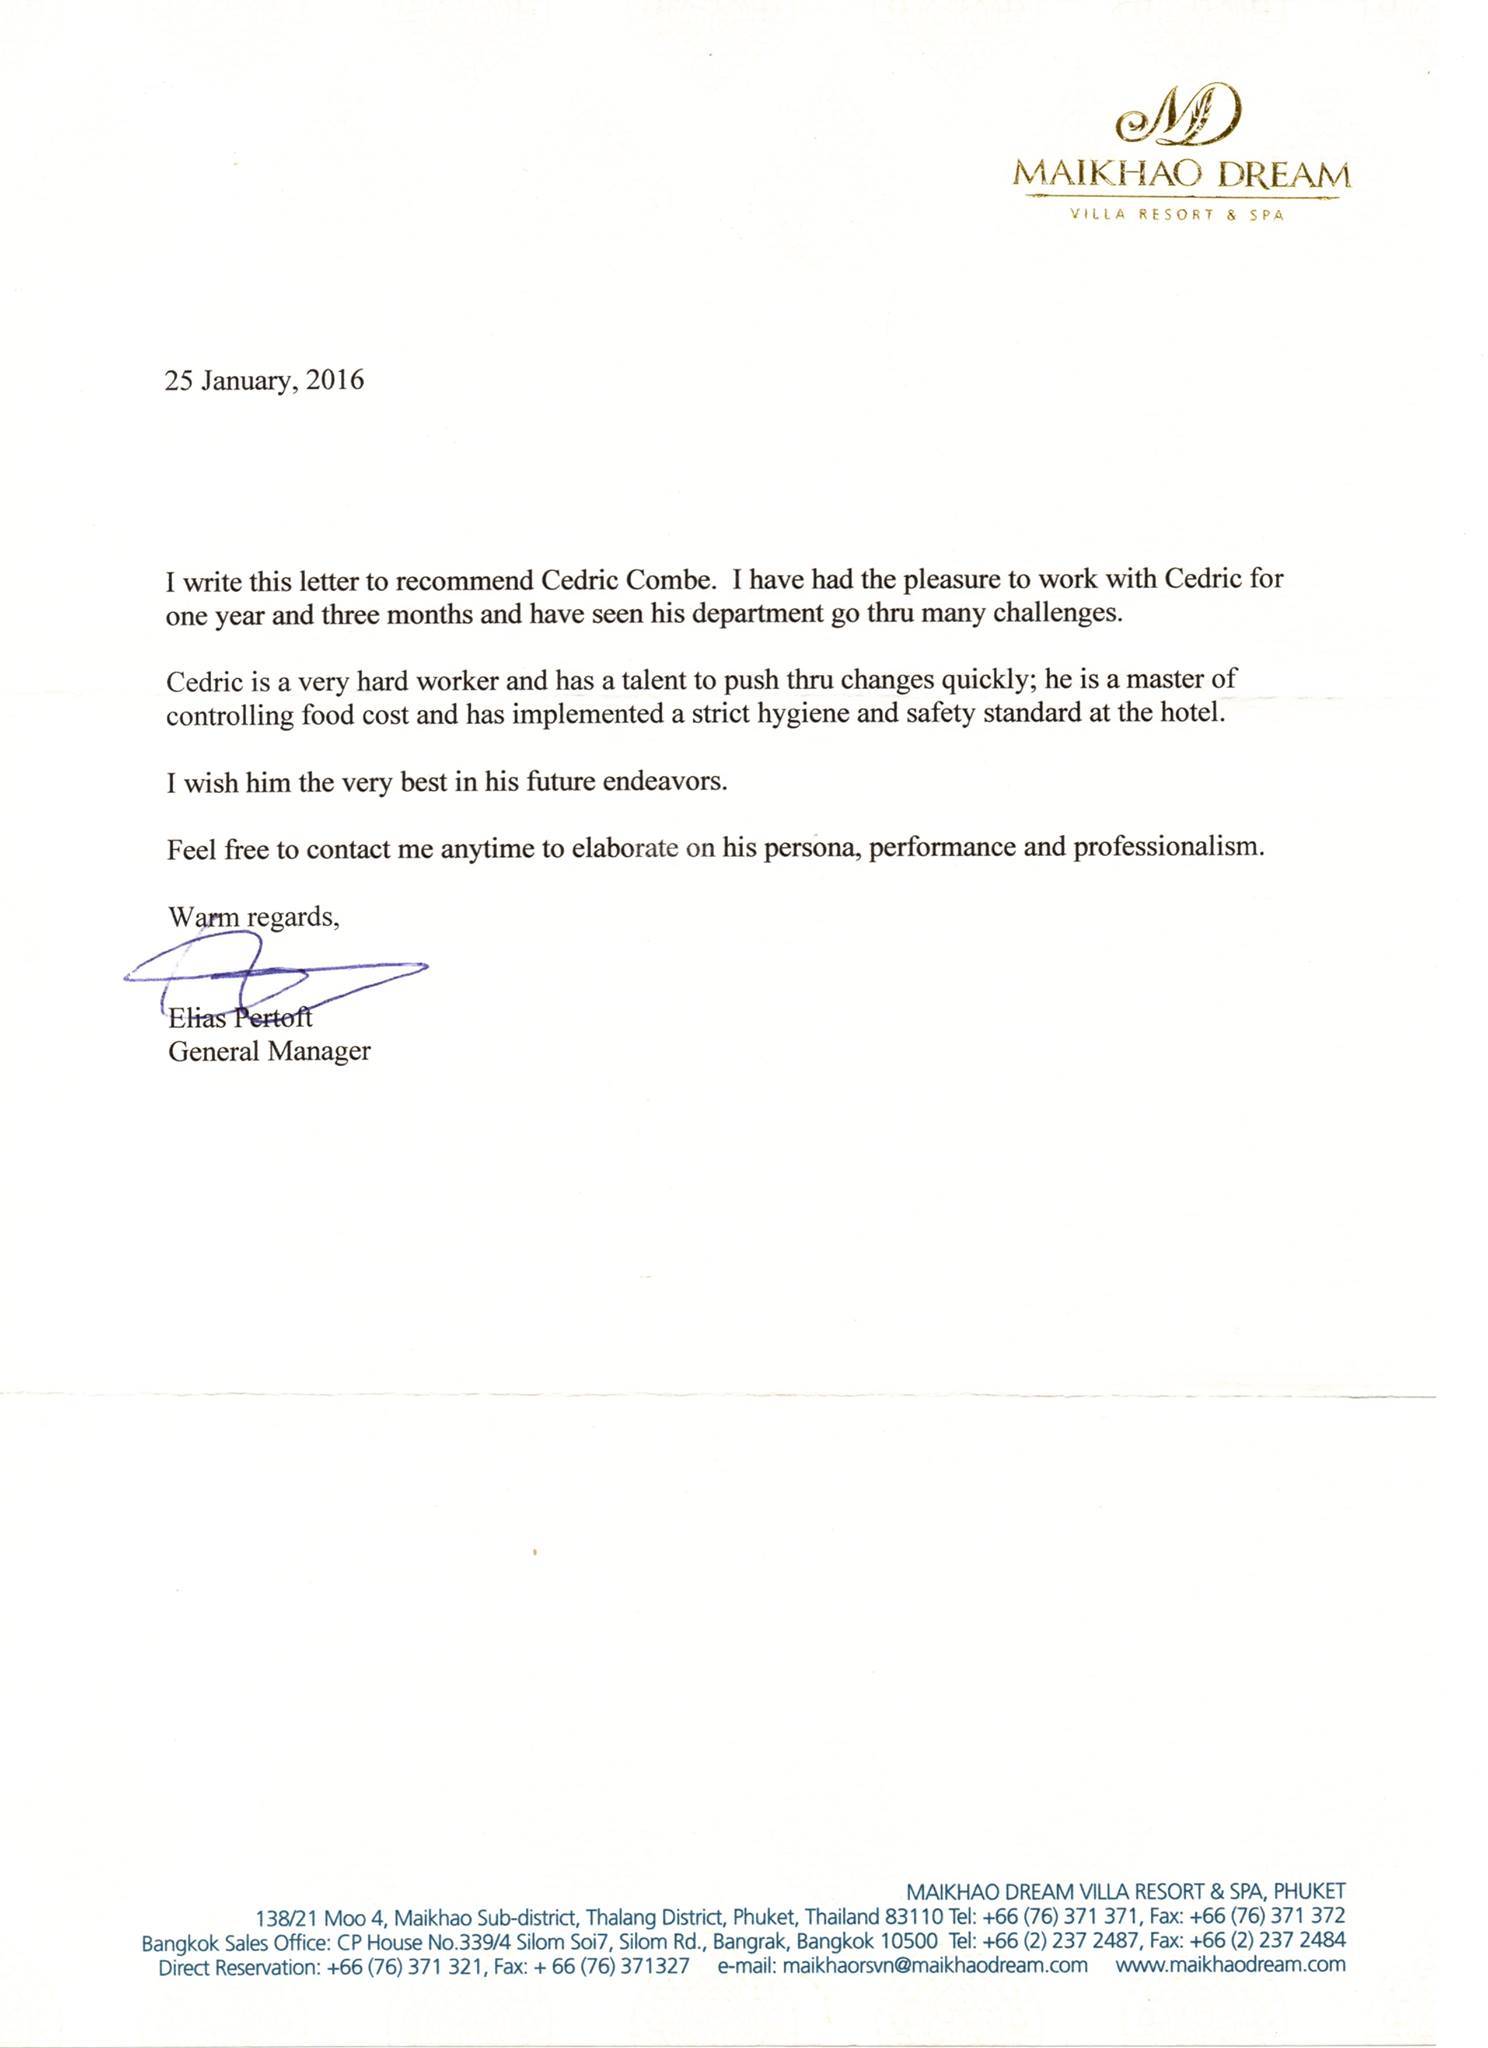 MD
MAIKHAO DREAM
VILLA RESORT & SPA
25 January, 2016
I write this letter to recommend Cedric Combe. I have had the pleasure to work with Cedric for
one year and three months and have seen his department go thru many challenges.
Cedric is a very hard worker and has a talent to push thru changes quickly; he is a master of
controlling food cost and has implemented a strict hygiene and safety standard at the hotel.
I wish him the very best in his future endeavors.
Feel free to contact me anytime to elaborate on his persona, performance and professionalism.
Warm regards,
Elias Pertoft
General Manager
MAIKHAO DREAM VILLA RESORT & SPA, PHUKET
138/21 Moo 4, Maikhao Sub-district, Thalang District, Phuket, Thailand 83110 Tel: +66 (76) 371 371, Fax: +66 (76) 371 372
Bangkok Sales Office: CP House No.339/4 Silom Soi7, Silom Rd., Bangrak, Bangkok 10500 Tel: +66 (2) 237 2487, Fax: +66 (2) 237 2484
Direct Reservation: +66 (76) 371 321, Fax: + 66 (76) 371327 e-mail: maikhaorsvn@maikhaodream.com www.maikhaodream.com